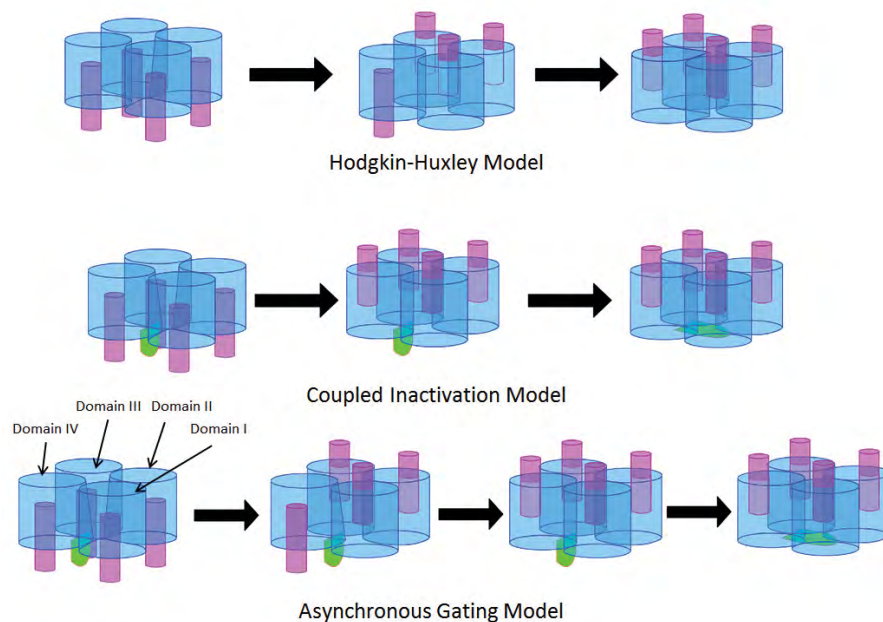 Hodgkin-Huxley Model
Coupled Inactivation Model
Domain III
Domain II
Domain IV
Domain I
Asynchronous Gating Model